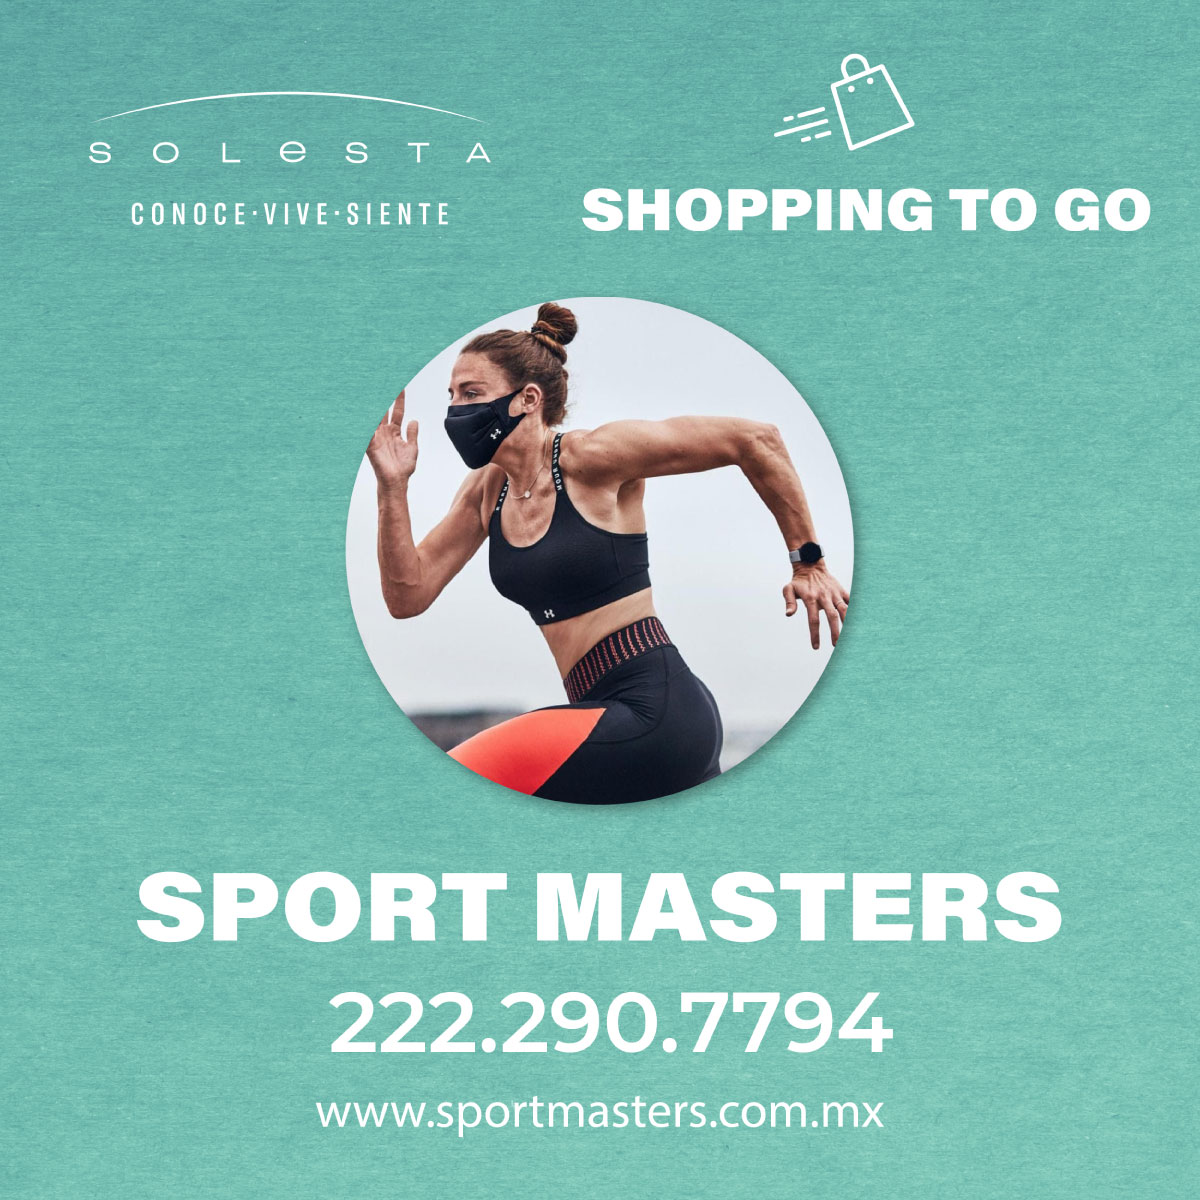 SOLESTA
CONOCE·VIVE·SIENTE
SHOPPING TO GO
SPORT MASTERS
222.290.7794
www.sportmasters.com.mx